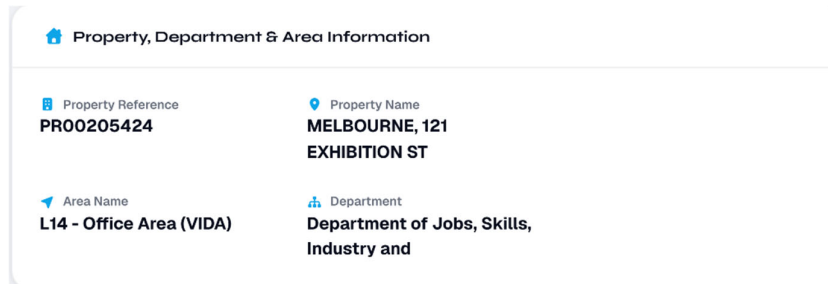 Property, Department & Area Information
Property Reference
PR00205424
Property Name
MELBOURNE, 121
EXHIBITION ST
Area Name
L14 - Office Area (VIDA)
Department
Department of Jobs, Skills,
Industry and